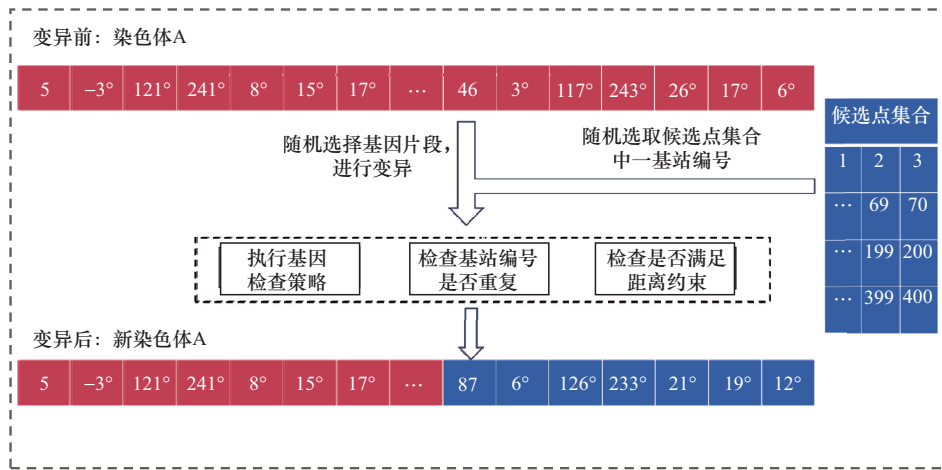 变异前：染色体A
5 −3° 121° 241° 8° 15° 17° … 46 3° 117° 243° 26° 17° 6°
随机选择基因片段，
进行变异
随机选取候选点集合
中一基站编号
候选点集合
1 2 3
… 69 70
… 199 200
… 399 400
执行基因
检查策略
检查基站编号
是否重复
检查是否满足
距离约束
变异后：新染色体A
5 −3° 121° 241° 8° 15° 17° … 87 6° 126° 233° 21° 19° 12°